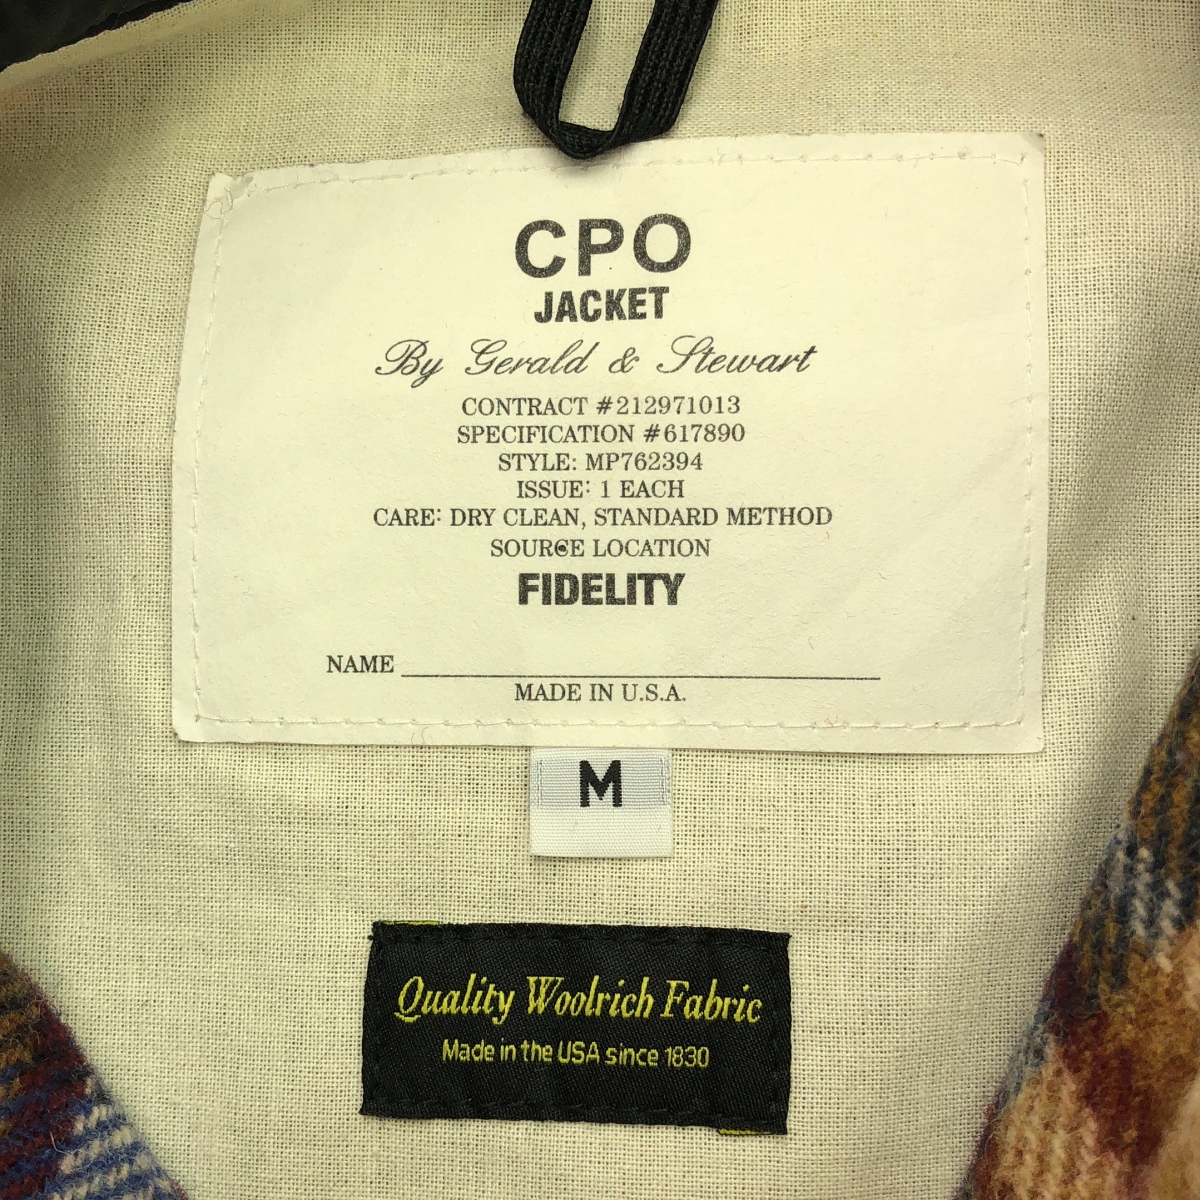 CPO
JACKET
By Gerald & Stewart
CONTRACT #212971013
SPECIFICATION #617890
STYLE: MP762394
ISSUE: 1 EACH
CARE: DRY CLEAN, STANDARD METHOD
SOURCE LOCATION
FIDELITY
NAME
MADE IN U.S.A.
M
Quality Woolrich Fabric
Made in the USA since 1830